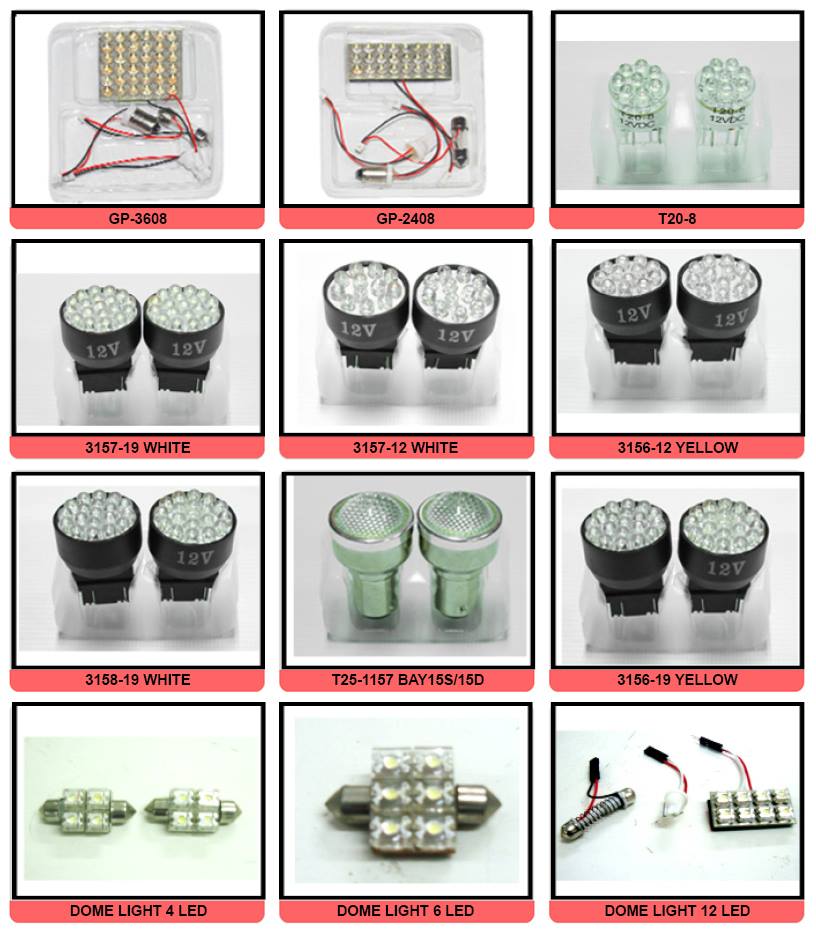 GP-3608
GP-2408
T20-8
12VDC
T20-8
12VDC
T20-8
12V
12V
12V
12V
12V
12V
3157-19 WHITE
3157-12 WHITE
3156-12 YELLOW
12V
12V
3158-19 WHITE
T25-1157 BAY15S/15D
3156-19 YELLOW
DOME LIGHT 4 LED
DOME LIGHT 6 LED
DOME LIGHT 12 LED